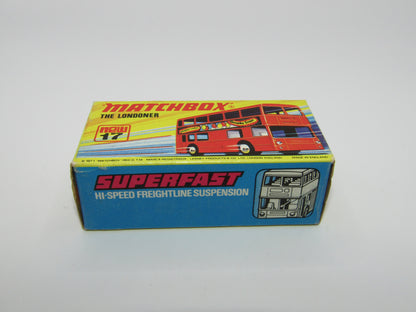 MATCHBOX
THE LONDONER
new
17
MADE IN ENGLAND
SUPERFAST
HI-SPEED FREIGHTLINE SUSPENSION